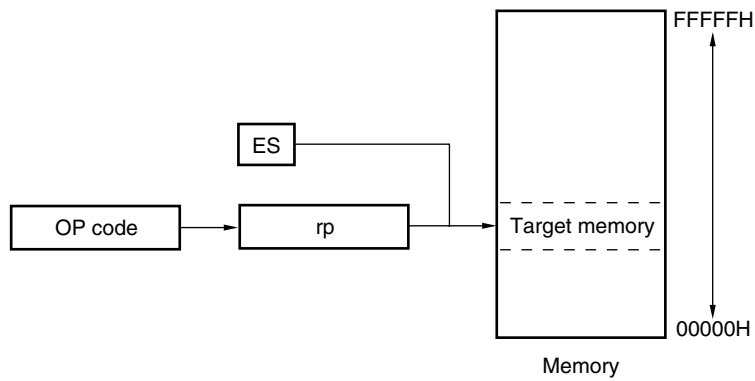 FFFFFH
ES
OP code
rp
Target memory
00000H
Memory